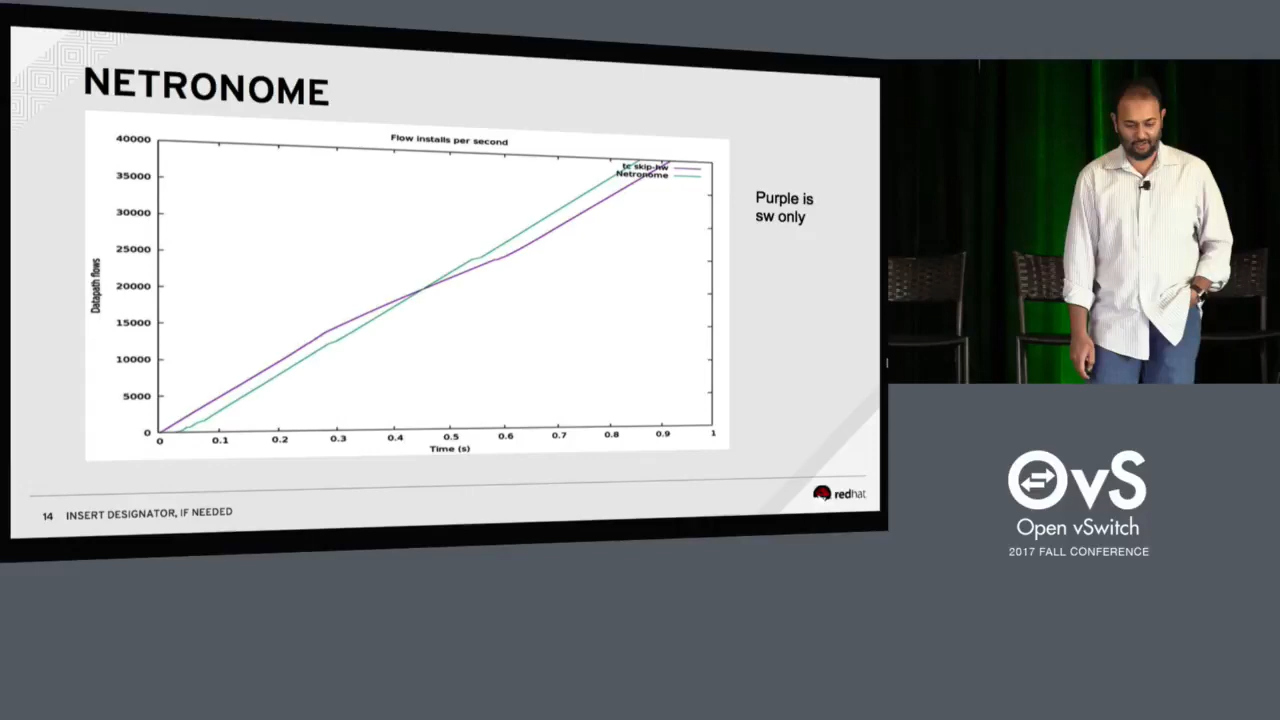 NETRONOME
Flow installs per second
40000
35000
30000
25000
20000
15000
10000
5000
0
Datapath flows
tc skip-hw
Netronome
0 0.1 0.2 0.3 0.4 0.5 0.6 0.7 0.8 0.9 1
Time (s)
Purple is
sw only
14 INSERT DESIGNATOR, IF NEEDED
redhat
OvS
Open vSwitch
2017 FALL CONFERENCE